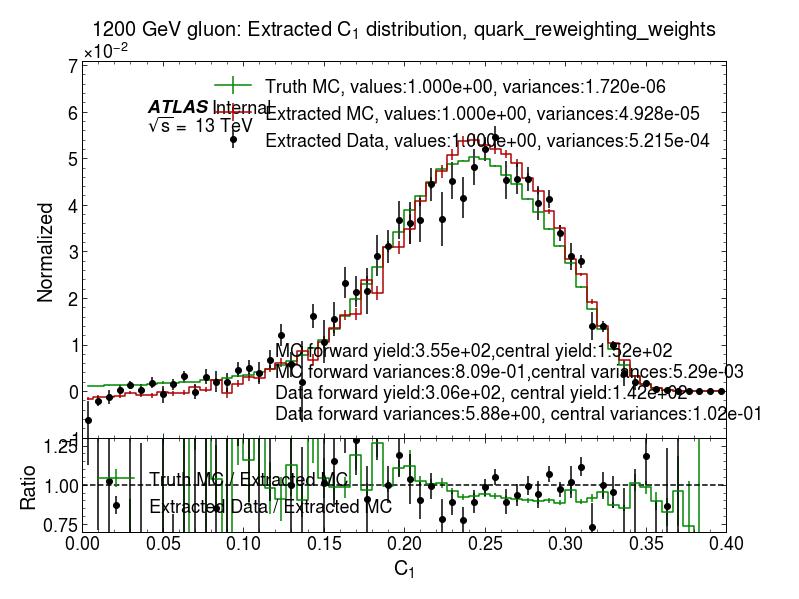 1200 GeV gluon: Extracted C₁ distribution, quark_reweighting_weights
×10⁻²
Truth MC, values:1.000e+00, variances:1.720e-06
ATLAS Internal
Extracted MC, values:1.000e+00, variances:4.928e-05
√s = 13 TeV
Extracted Data, values:1.000e+00, variances:5.215e-04
7
6
5
4
3
2
1
0
−1
Normalized
MC forward yield:3.55e+02,central yield:1.52e+02
MC forward variances:8.09e-01,central variances:5.29e-03
Data forward yield:3.06e+02, central yield:1.42e+02
Data forward variances:5.88e+00, central variances:1.02e-01
1.25
1.00
0.75
Ratio
Truth MC / Extracted MC
Extracted Data / Extracted MC
0.00 0.05 0.10 0.15 0.20 0.25 0.30 0.35 0.40
C₁